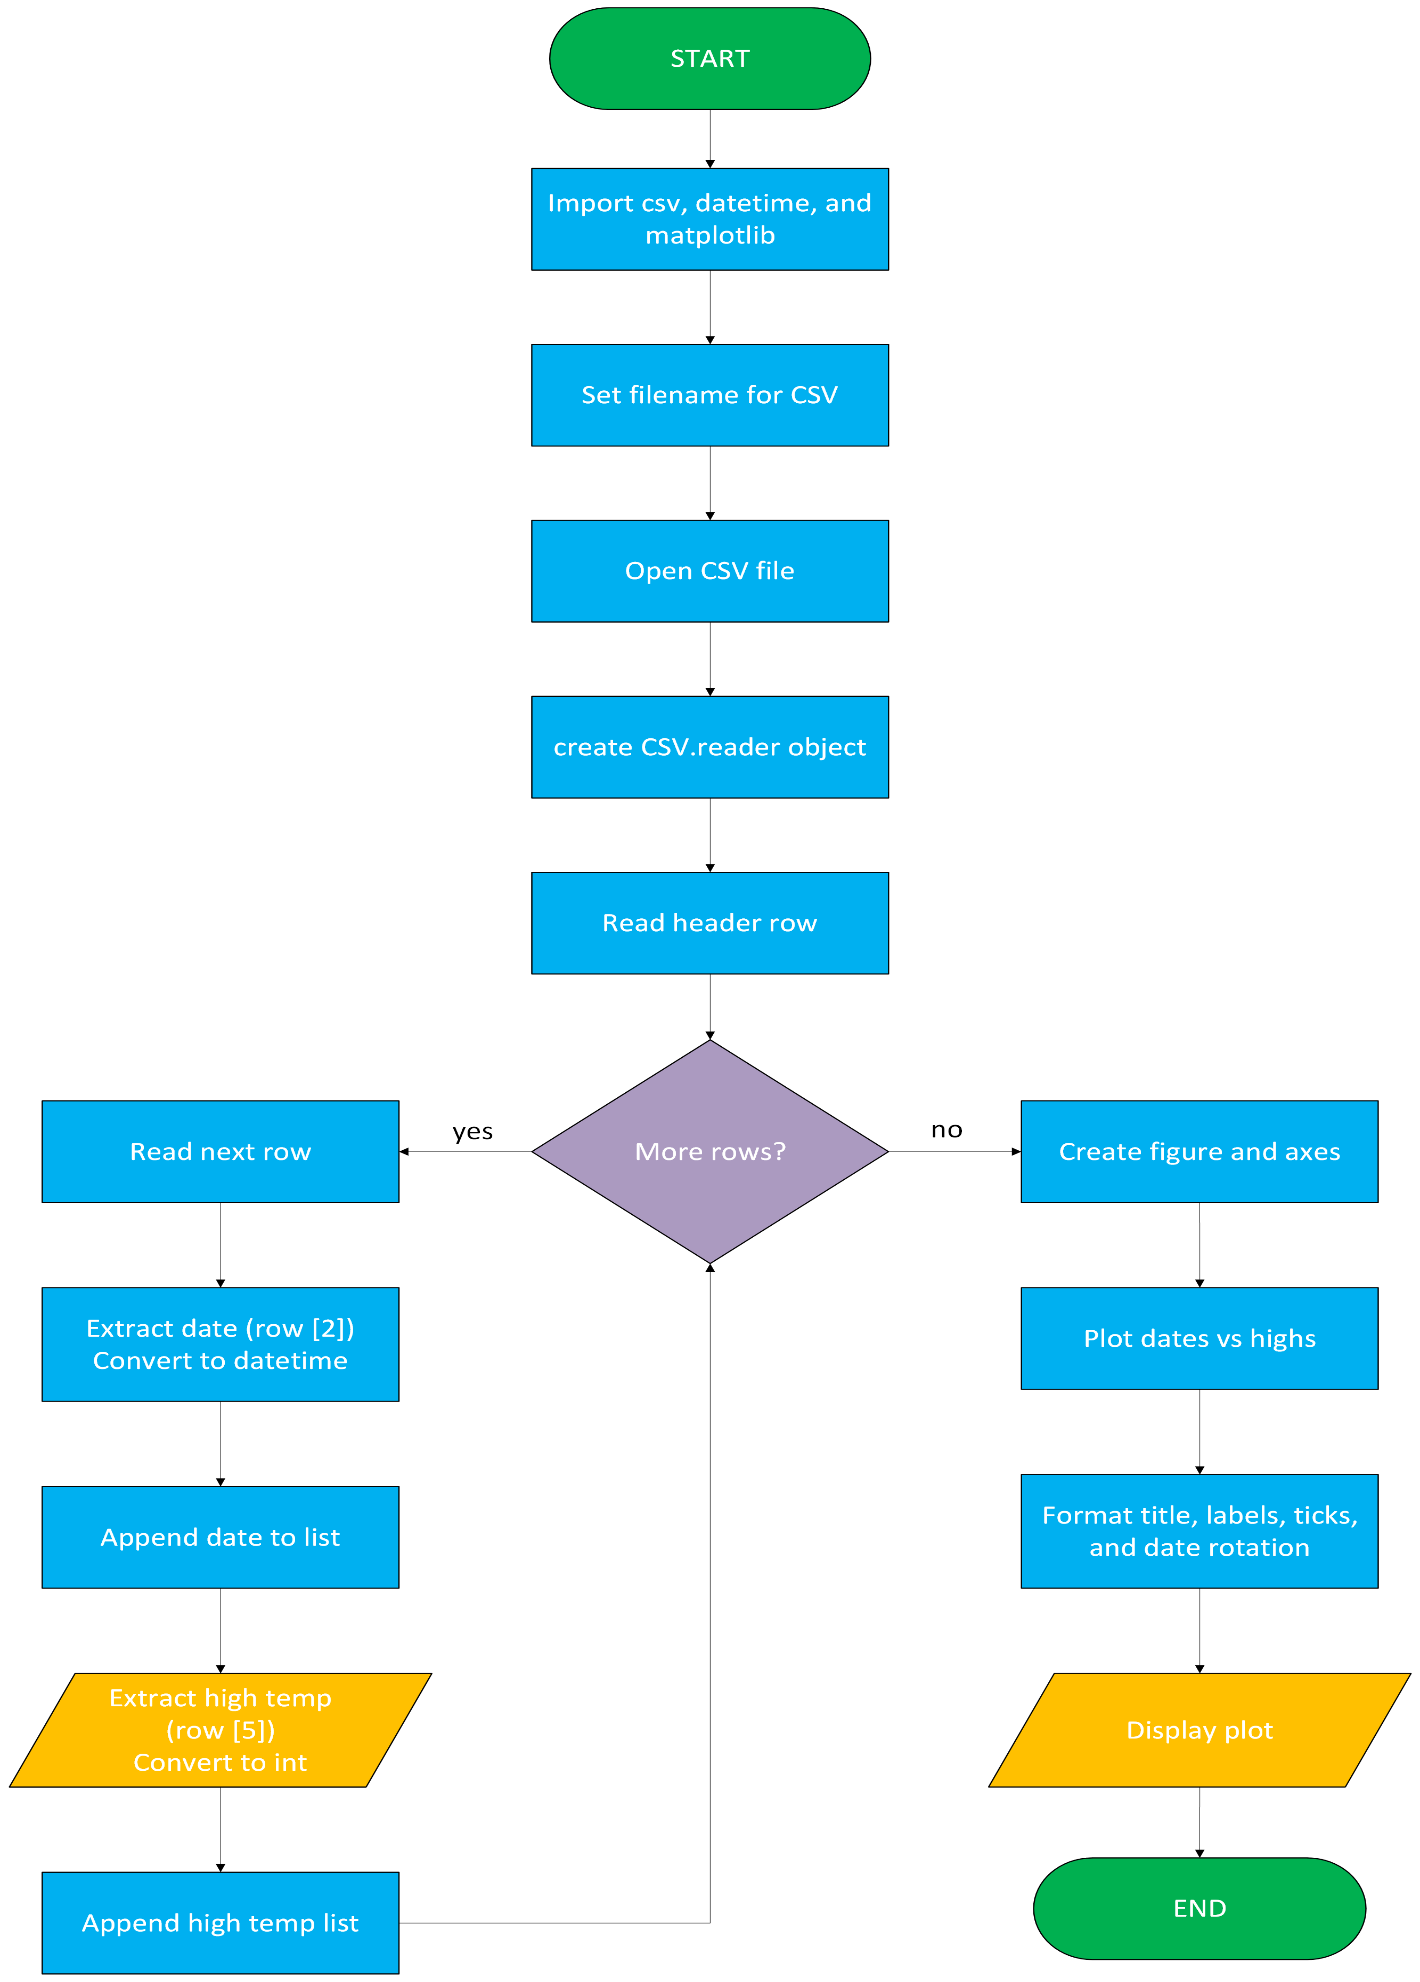 START
Import csv, datetime, and
matplotlib
Set filename for CSV
Open CSV file
create CSV.reader object
Read header row
More rows?
yes
no
Read next row
Extract date (row [2])
Convert to datetime
Append date to list
Extract high temp
(row [5])
Convert to int
Append high temp list
Create figure and axes
Plot dates vs highs
Format title, labels, ticks,
and date rotation
Display plot
END